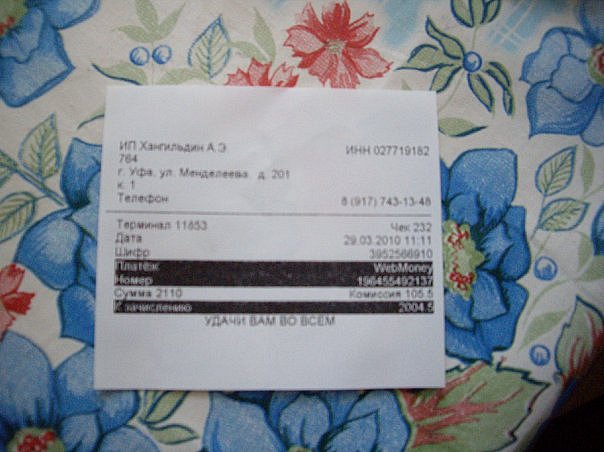 ИП Хангильдин А.Э ИНН 027719182
764
г. Уфа, ул. Менделеева, д. 201
к. 1
Телефон 8 (917) 743-13-48
Терминал 11853 Чек 232
Дата 29.03.2010 11:11
Шифр 3952566910
Платёж WebMoney
Номер 196455492137
Сумма 2110 Комиссия 105.5
К зачислению 2004.5
УДАЧИ ВАМ ВО ВСЕМ